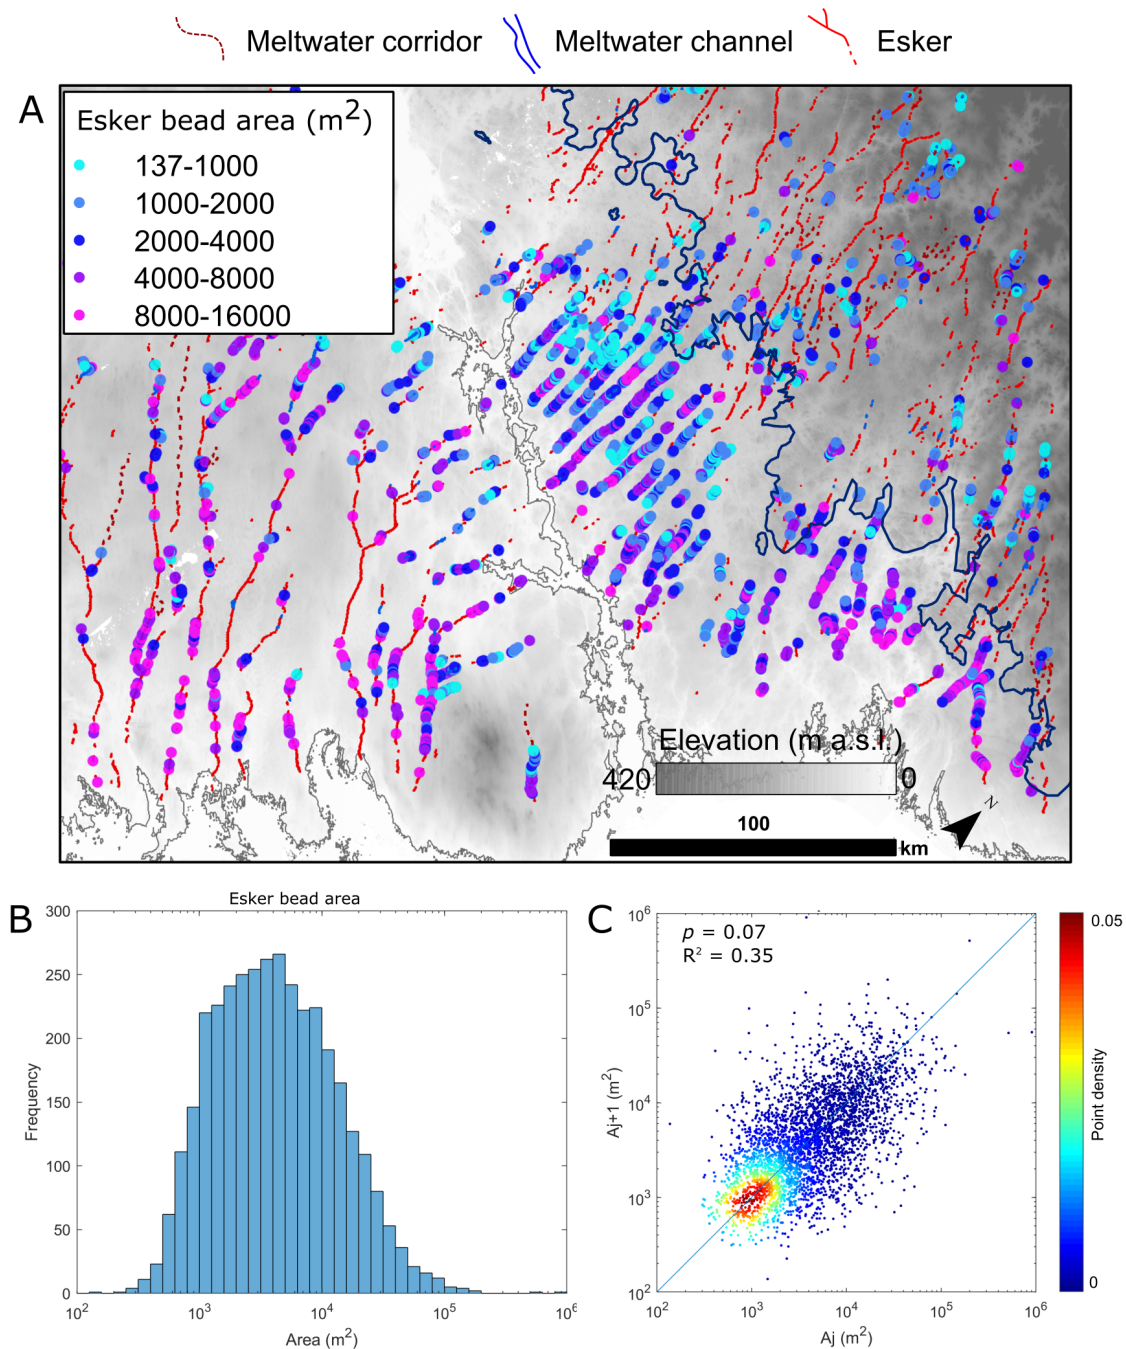 Meltwater corridor Meltwater channel Esker
A
Esker bead area (m²)
137-1000
1000-2000
2000-4000
4000-8000
8000-16000
Elevation (m a.s.l.)
420 0
N
100
km
B
Esker bead area
300
250
200
150
100
50
0
10² 10³ 10⁴ 10⁵ 10⁶
Area (m²)
Frequency
C
p = 0.07
R² = 0.35
10⁶
10⁵
10⁴
10³
10²
10² 10³ 10⁴ 10⁵ 10⁶
Aj (m²)
Aj+1 (m²)
0.05
0
Point density